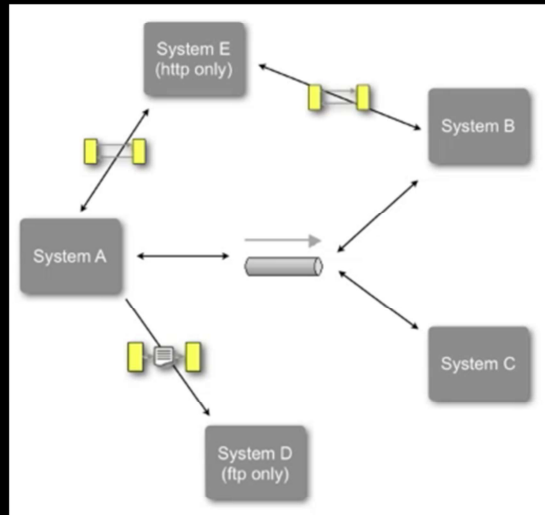 System E
(http only)
System B
System A
System C
System D
(ftp only)